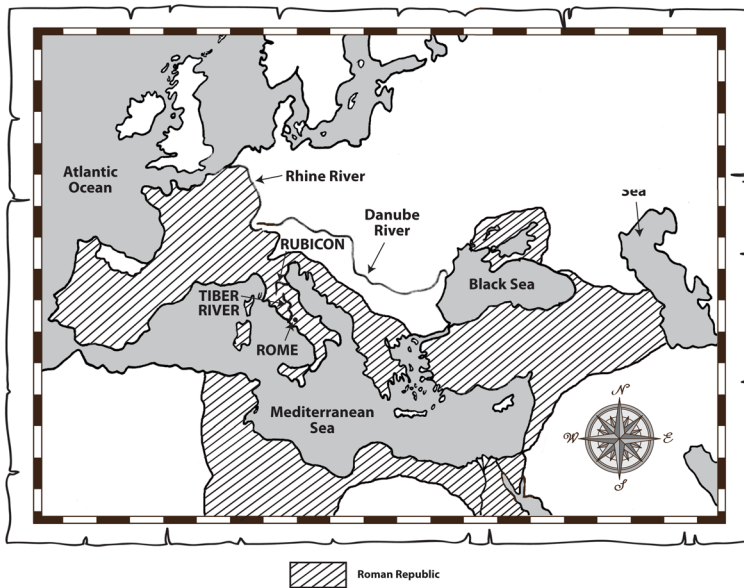 Atlantic
Ocean
Rhine River
Danube
River
Sea
RUBICON
Black Sea
TIBER
RIVER
ROME
Mediterranean
Sea
N
W
E
S
Roman Republic